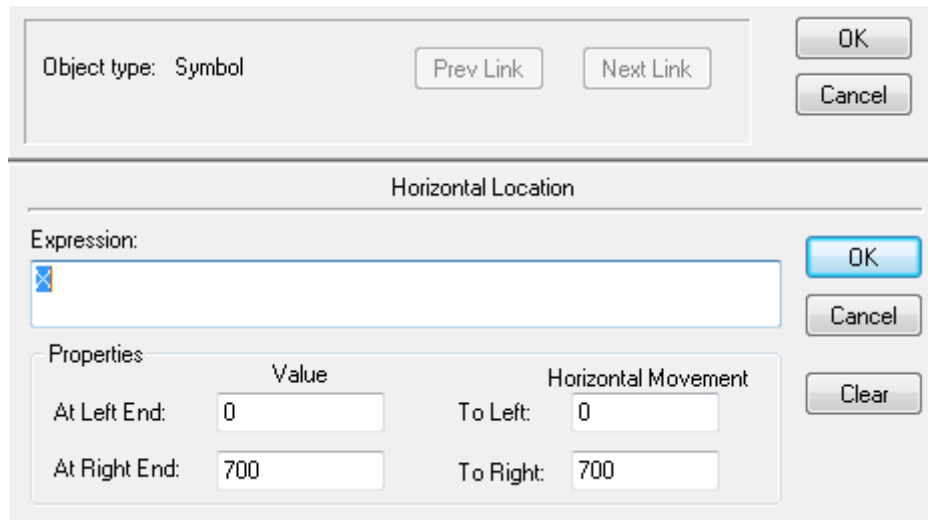 OK
Object type: Symbol Prev Link Next Link
Cancel
Horizontal Location
Expression:
X
OK
Cancel
Properties
Value Horizontal Movement
Clear
At Left End: 0 To Left: 0
At Right End: 700 To Right: 700